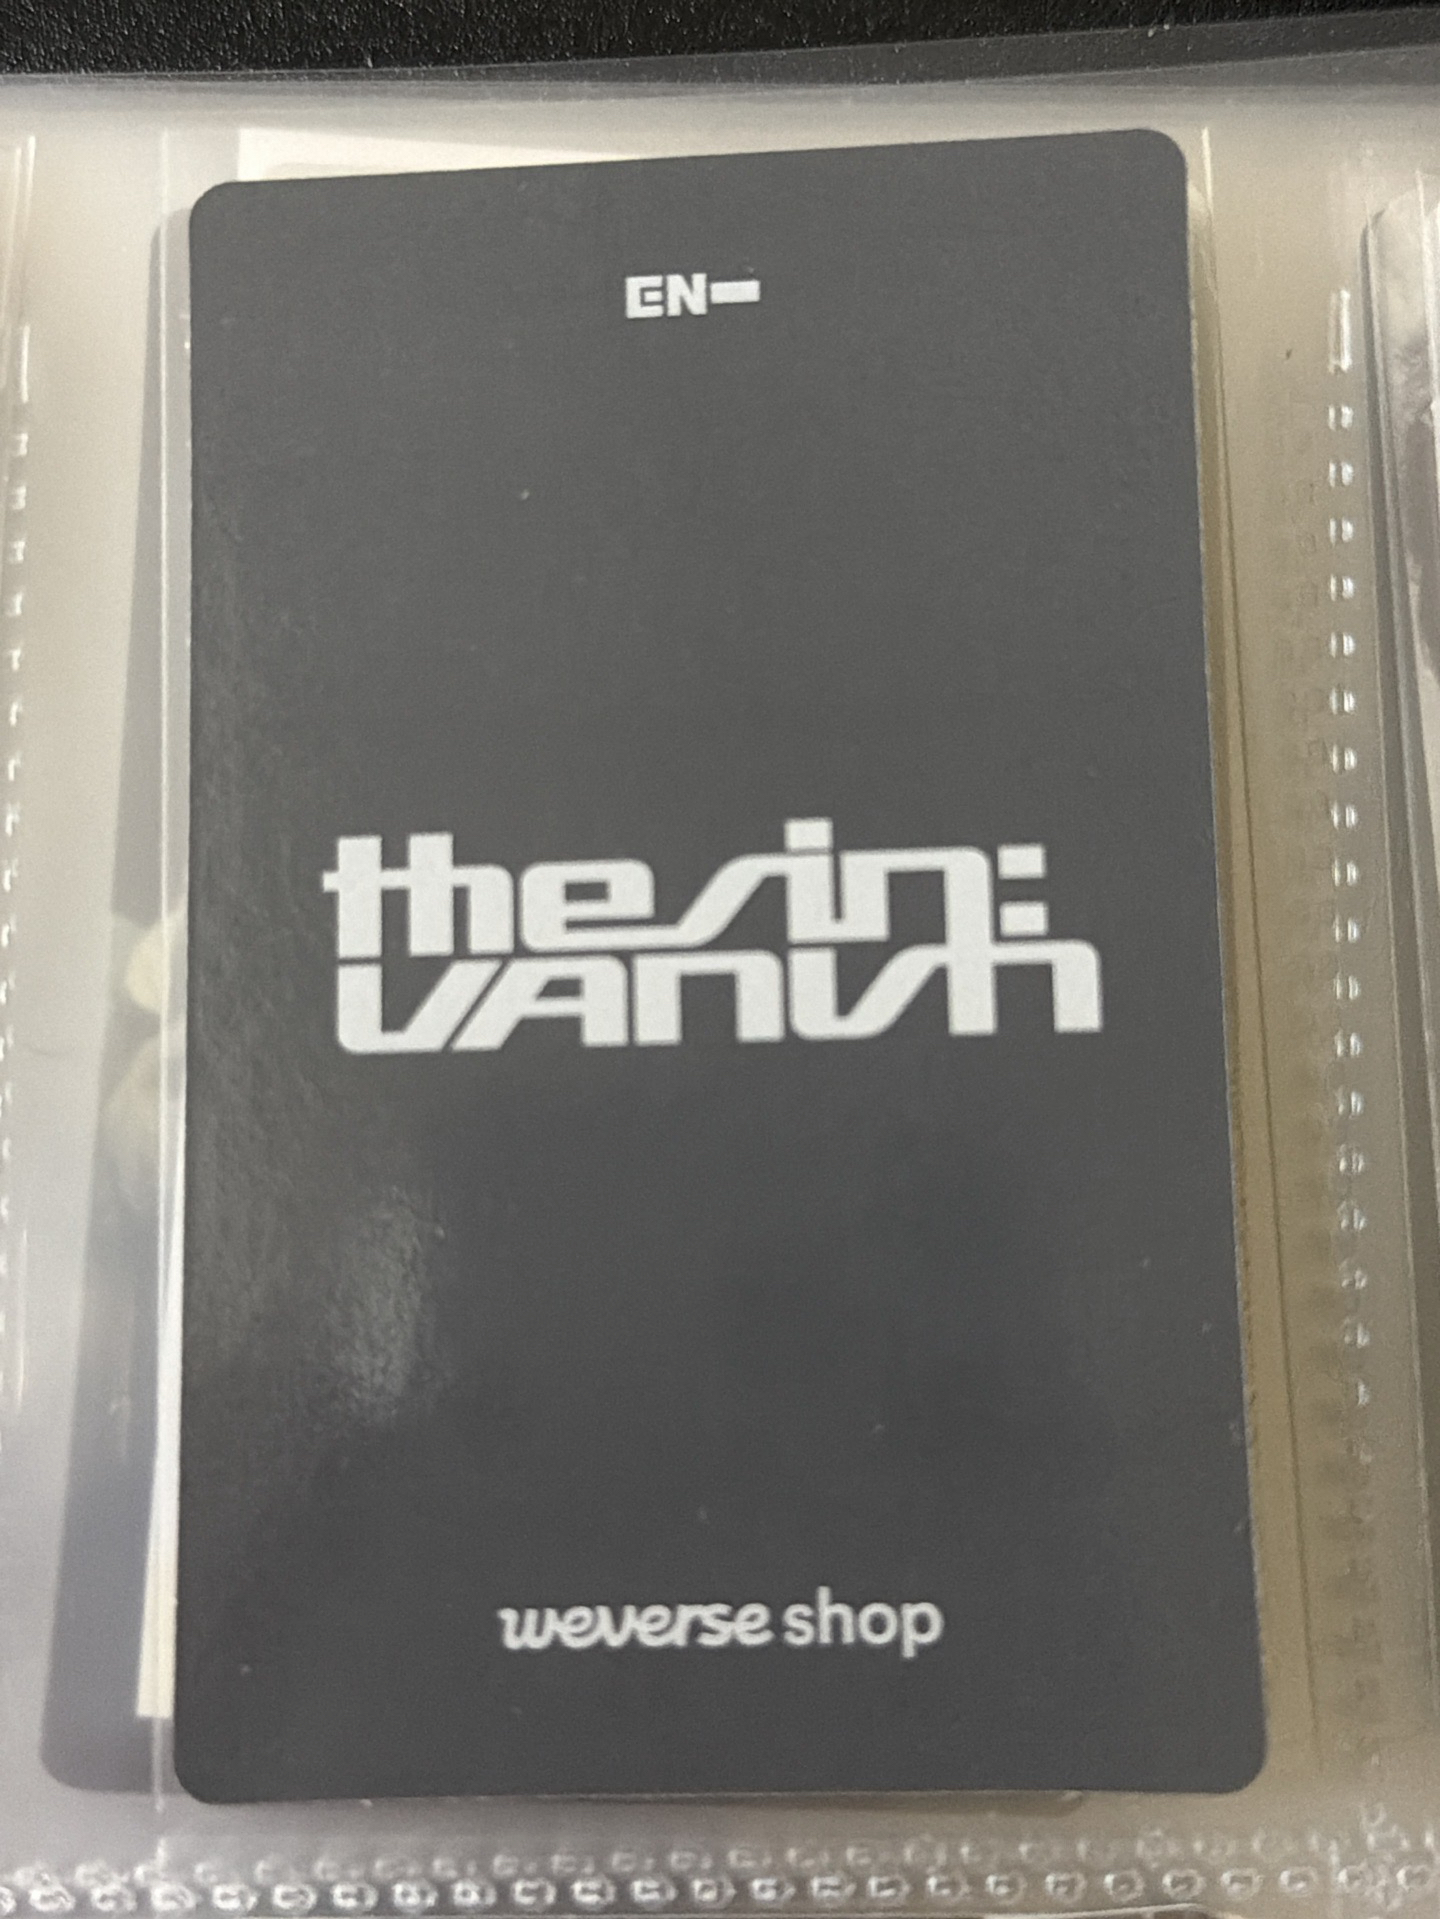 EN-
the sin:
VANISH
weverse shop